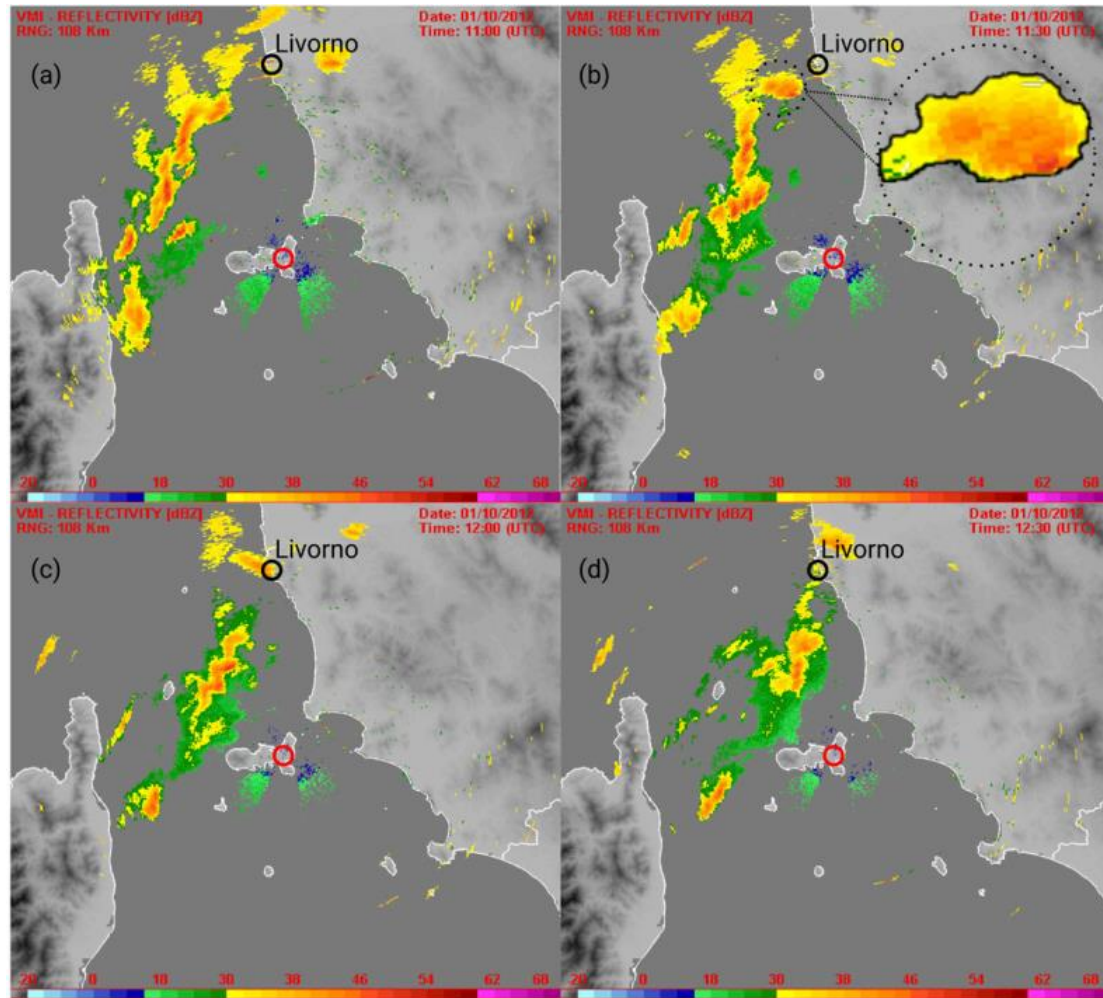 VMI - REFLECTIVITY [dBZ]
RNG: 108 Km
Date: 01/10/2012
Time: 11:00 (UTC)
(a)
Livorno
-20 0 18 30 38 46 54 62 68
VMI - REFLECTIVITY [dBZ]
RNG: 108 Km
Date: 01/10/2012
Time: 11:30 (UTC)
(b)
Livorno
-20 0 18 30 38 46 54 62 68
VMI - REFLECTIVITY [dBZ]
RNG: 108 Km
Date: 01/10/2012
Time: 12:00 (UTC)
(c)
Livorno
-20 0 18 30 38 46 54 62 68
VMI - REFLECTIVITY [dBZ]
RNG: 108 Km
Date: 01/10/2012
Time: 12:30 (UTC)
(d)
Livorno
-20 0 18 30 38 46 54 62 68